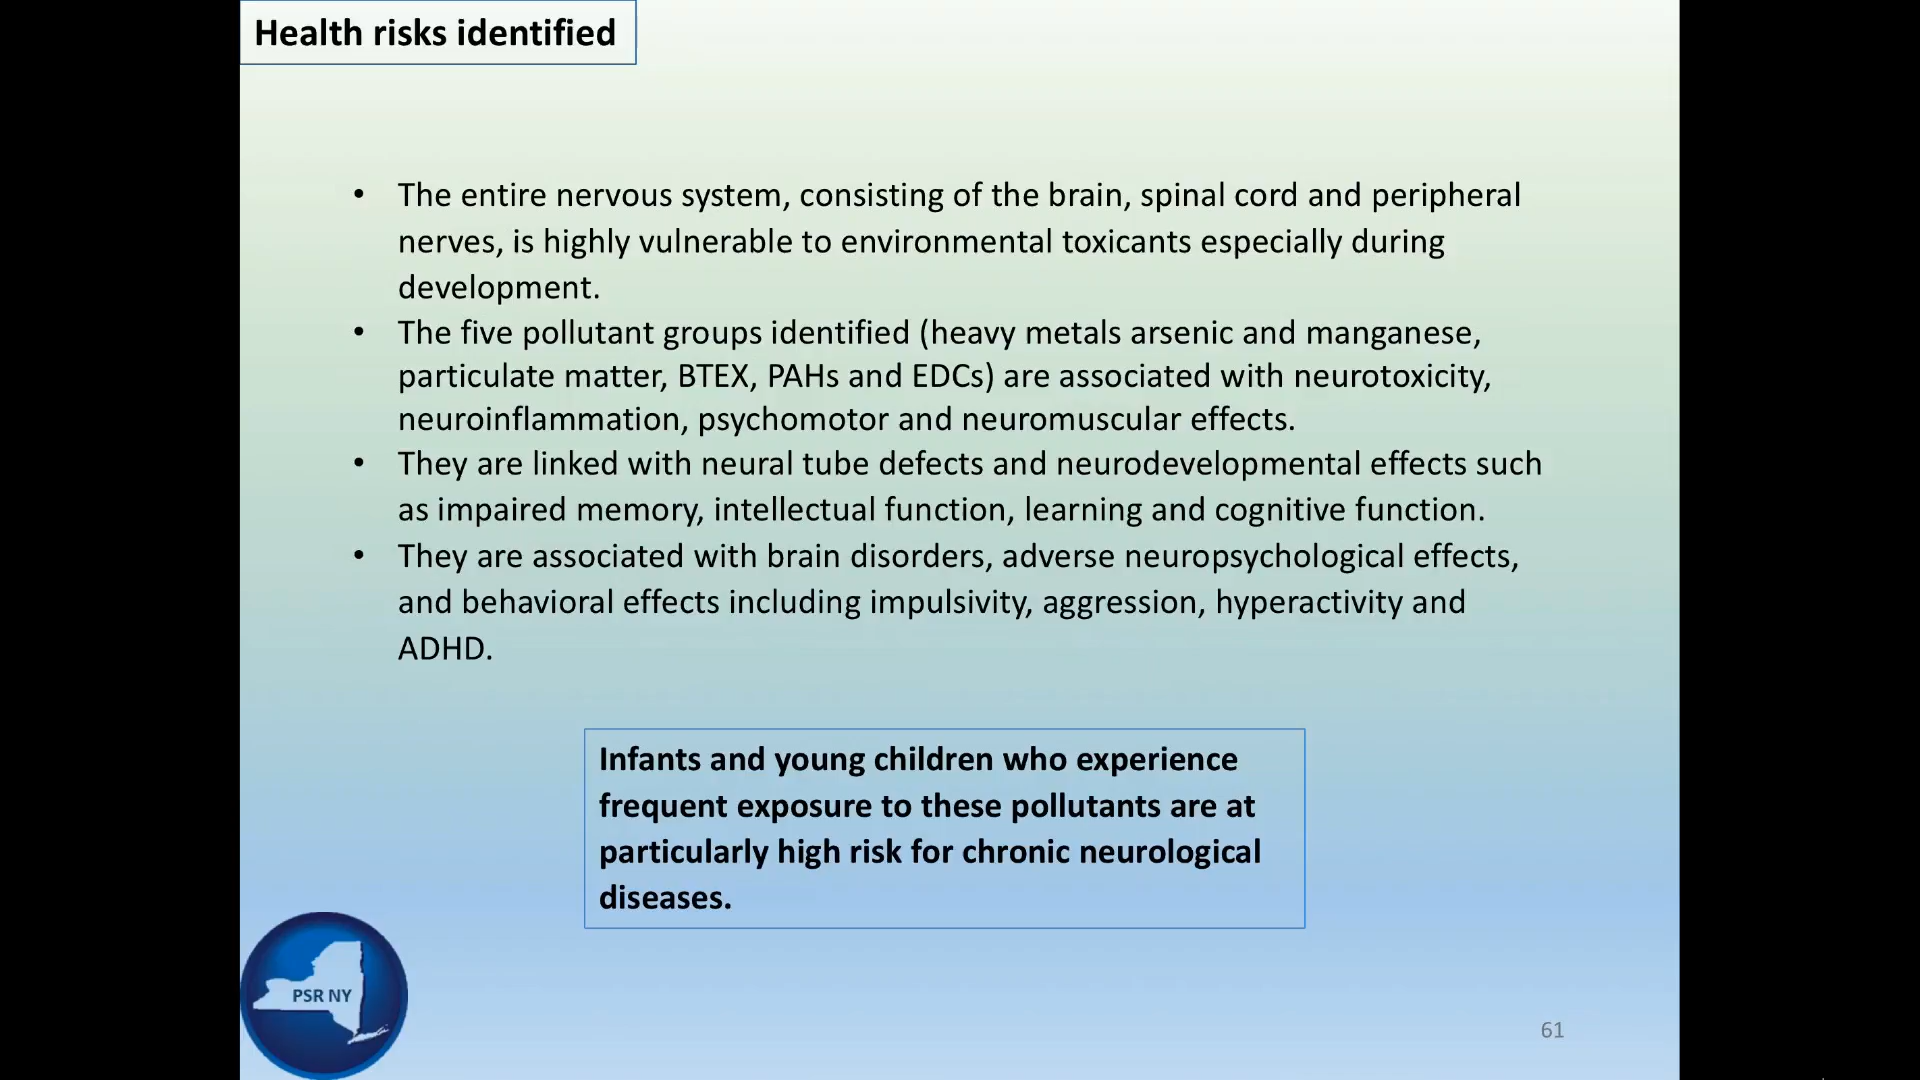 Health risks identified
• The entire nervous system, consisting of the brain, spinal cord and peripheral
nerves, is highly vulnerable to environmental toxicants especially during
development.
• The five pollutant groups identified (heavy metals arsenic and manganese,
particulate matter, BTEX, PAHs and EDCs) are associated with neurotoxicity,
neuroinflammation, psychomotor and neuromuscular effects.
• They are linked with neural tube defects and neurodevelopmental effects such
as impaired memory, intellectual function, learning and cognitive function.
• They are associated with brain disorders, adverse neuropsychological effects,
and behavioral effects including impulsivity, aggression, hyperactivity and
ADHD.
Infants and young children who experience
frequent exposure to these pollutants are at
particularly high risk for chronic neurological
diseases.
PSR NY
61